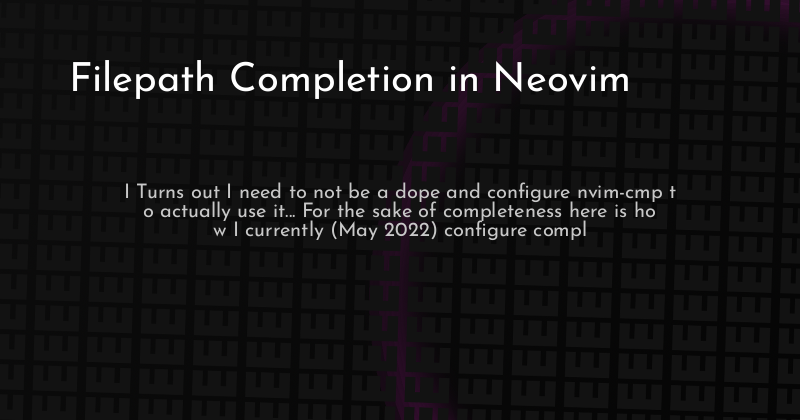 Filepath Completion in Neovim
I Turns out I need to not be a dope and configure nvim-cmp t
o actually use it... For the sake of completeness here is ho
w I currently (May 2022) configure compl